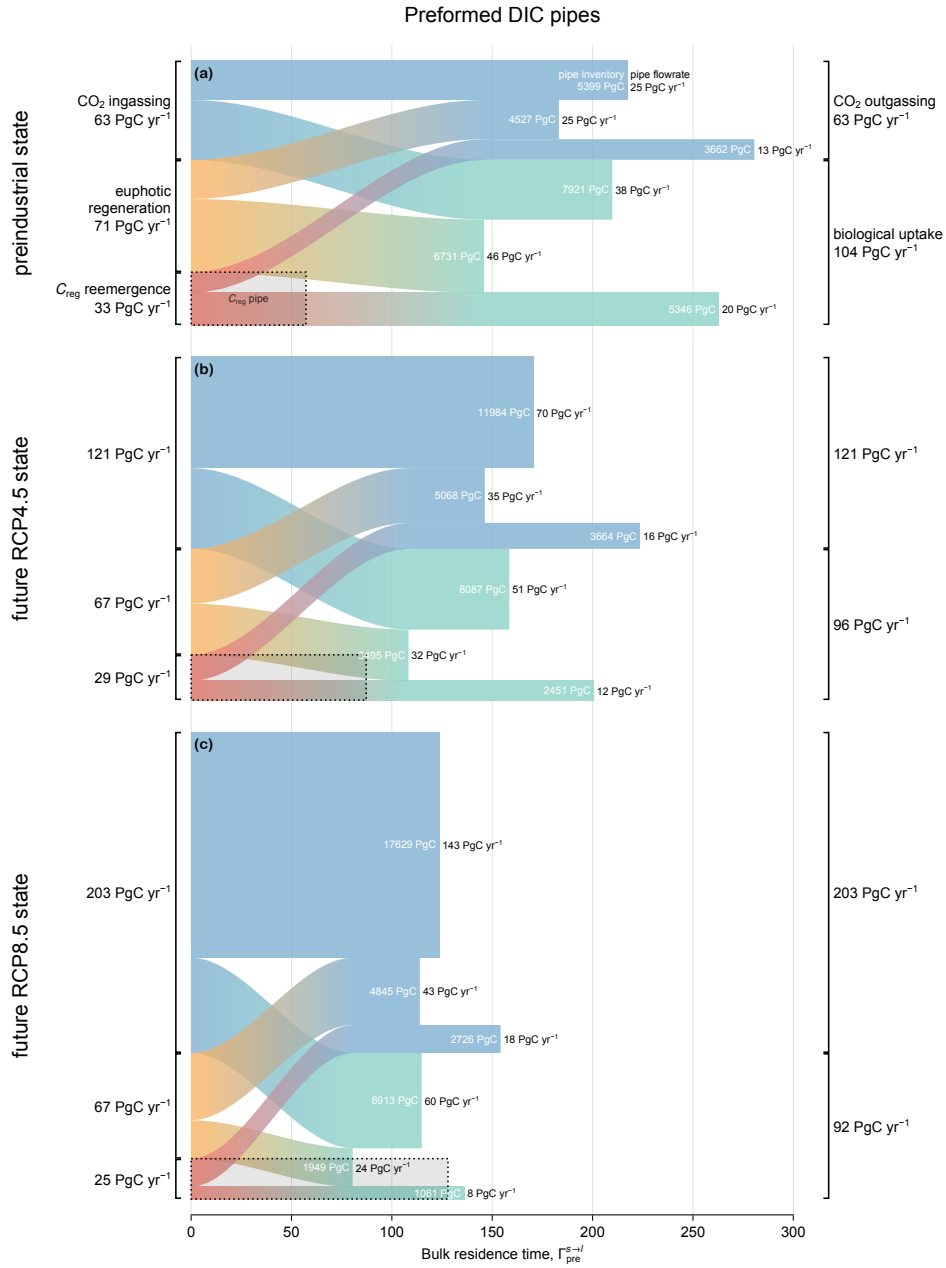 Preformed DIC pipes
preindustrial state
(a)
CO₂ ingassing
63 PgC yr⁻¹
euphotic
regeneration
71 PgC yr⁻¹
C_reg reemergence
33 PgC yr⁻¹
C_reg pipe
pipe inventory pipe flowrate
5399 PgC 25 PgC yr⁻¹
4527 PgC 25 PgC yr⁻¹
3662 PgC 13 PgC yr⁻¹
7921 PgC 38 PgC yr⁻¹
6731 PgC 46 PgC yr⁻¹
5346 PgC 20 PgC yr⁻¹
CO₂ outgassing
63 PgC yr⁻¹
biological uptake
104 PgC yr⁻¹
future RCP4.5 state
(b)
121 PgC yr⁻¹
67 PgC yr⁻¹
29 PgC yr⁻¹
11984 PgC 70 PgC yr⁻¹
5068 PgC 35 PgC yr⁻¹
3664 PgC 16 PgC yr⁻¹
8087 PgC 51 PgC yr⁻¹
3495 PgC 32 PgC yr⁻¹
2451 PgC 12 PgC yr⁻¹
121 PgC yr⁻¹
96 PgC yr⁻¹
future RCP8.5 state
(c)
203 PgC yr⁻¹
67 PgC yr⁻¹
25 PgC yr⁻¹
17629 PgC 143 PgC yr⁻¹
4845 PgC 43 PgC yr⁻¹
2726 PgC 18 PgC yr⁻¹
6913 PgC 60 PgC yr⁻¹
1949 PgC 24 PgC yr⁻¹
1061 PgC 8 PgC yr⁻¹
203 PgC yr⁻¹
92 PgC yr⁻¹
0 50 100 150 200 250 300
Bulk residence time, Γ_pre^{s→l}